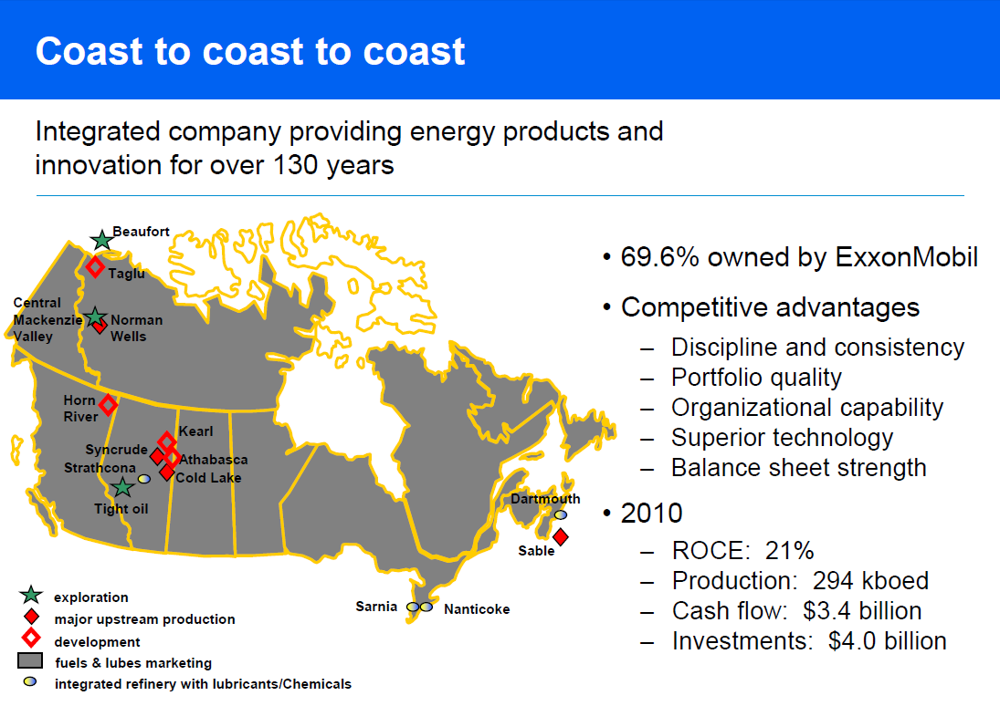 Coast to coast to coast
Integrated company providing energy products and
innovation for over 130 years
Beaufort
Taglu
Central
Mackenzie
Valley
Norman
Wells
Horn
River
Kearl
Syncrude
Athabasca
Strathcona
Cold Lake
Tight oil
Dartmouth
Sable
Sarnia
Nanticoke
exploration
major upstream production
development
fuels & lubes marketing
integrated refinery with lubricants/Chemicals
• 69.6% owned by ExxonMobil
• Competitive advantages
– Discipline and consistency
– Portfolio quality
– Organizational capability
– Superior technology
– Balance sheet strength
• 2010
– ROCE: 21%
– Production: 294 kboed
– Cash flow: $3.4 billion
– Investments: $4.0 billion